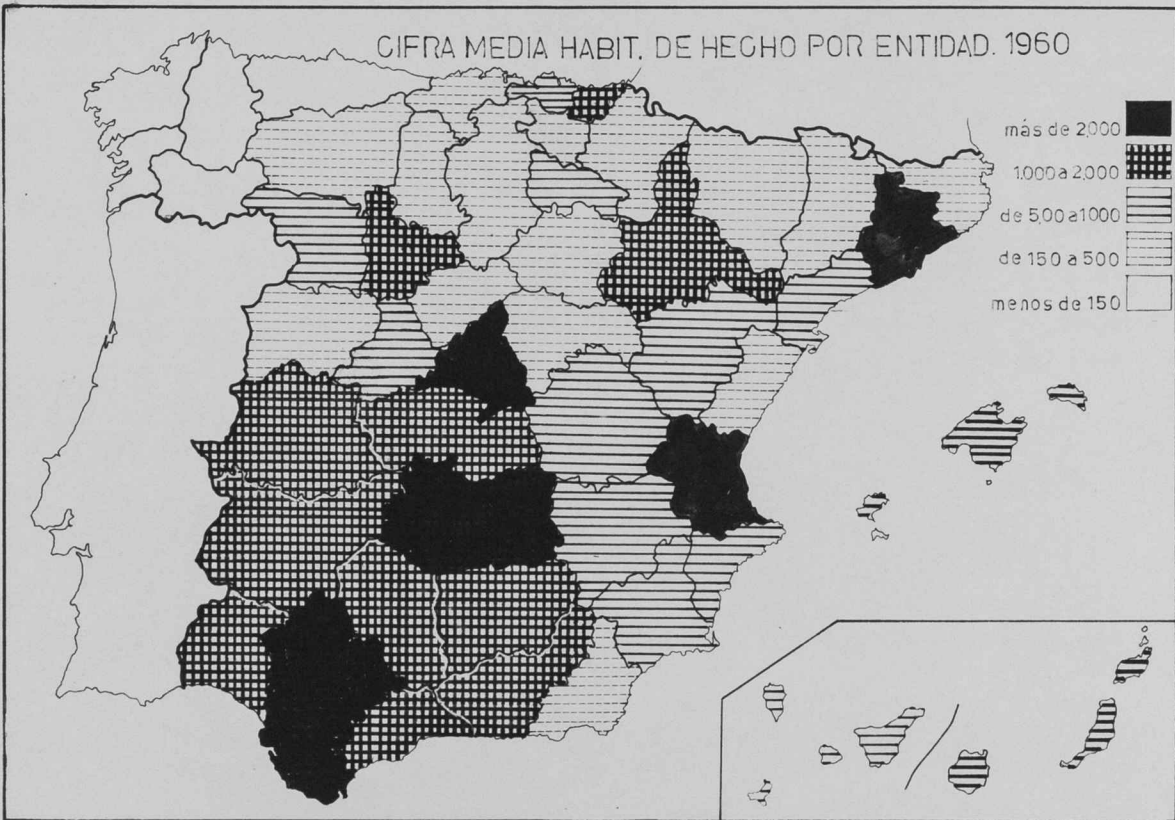 CIFRA MEDIA HABIT. DE HECHO POR ENTIDAD. 1960
más de 2,000
1,000 a 2,000
de 5,00 a 1000
de 150 a 500
menos de 150